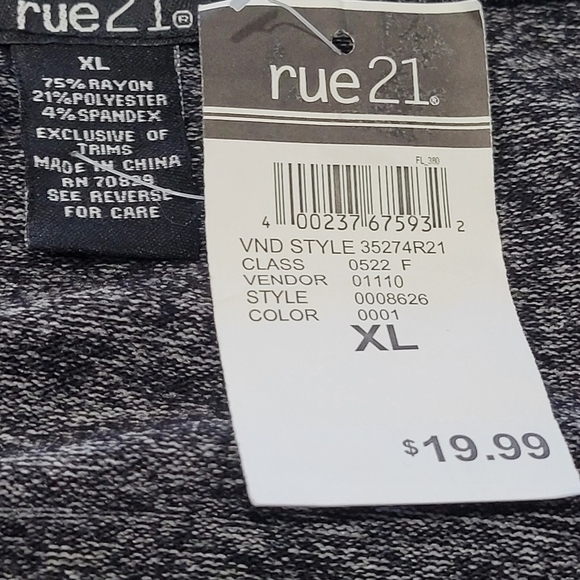 rue21®
XL
75% RAYON
21% POLYESTER
4% SPANDEX
EXCLUSIVE OF
TRIMS
MADE IN CHINA
RN 70829
SEE REVERSE
FOR CARE
rue21®
FL_380
4 00237 67593 2
VND STYLE 35274R21
CLASS 0522 F
VENDOR 01110
STYLE 0008626
COLOR 0001
XL
$19.99